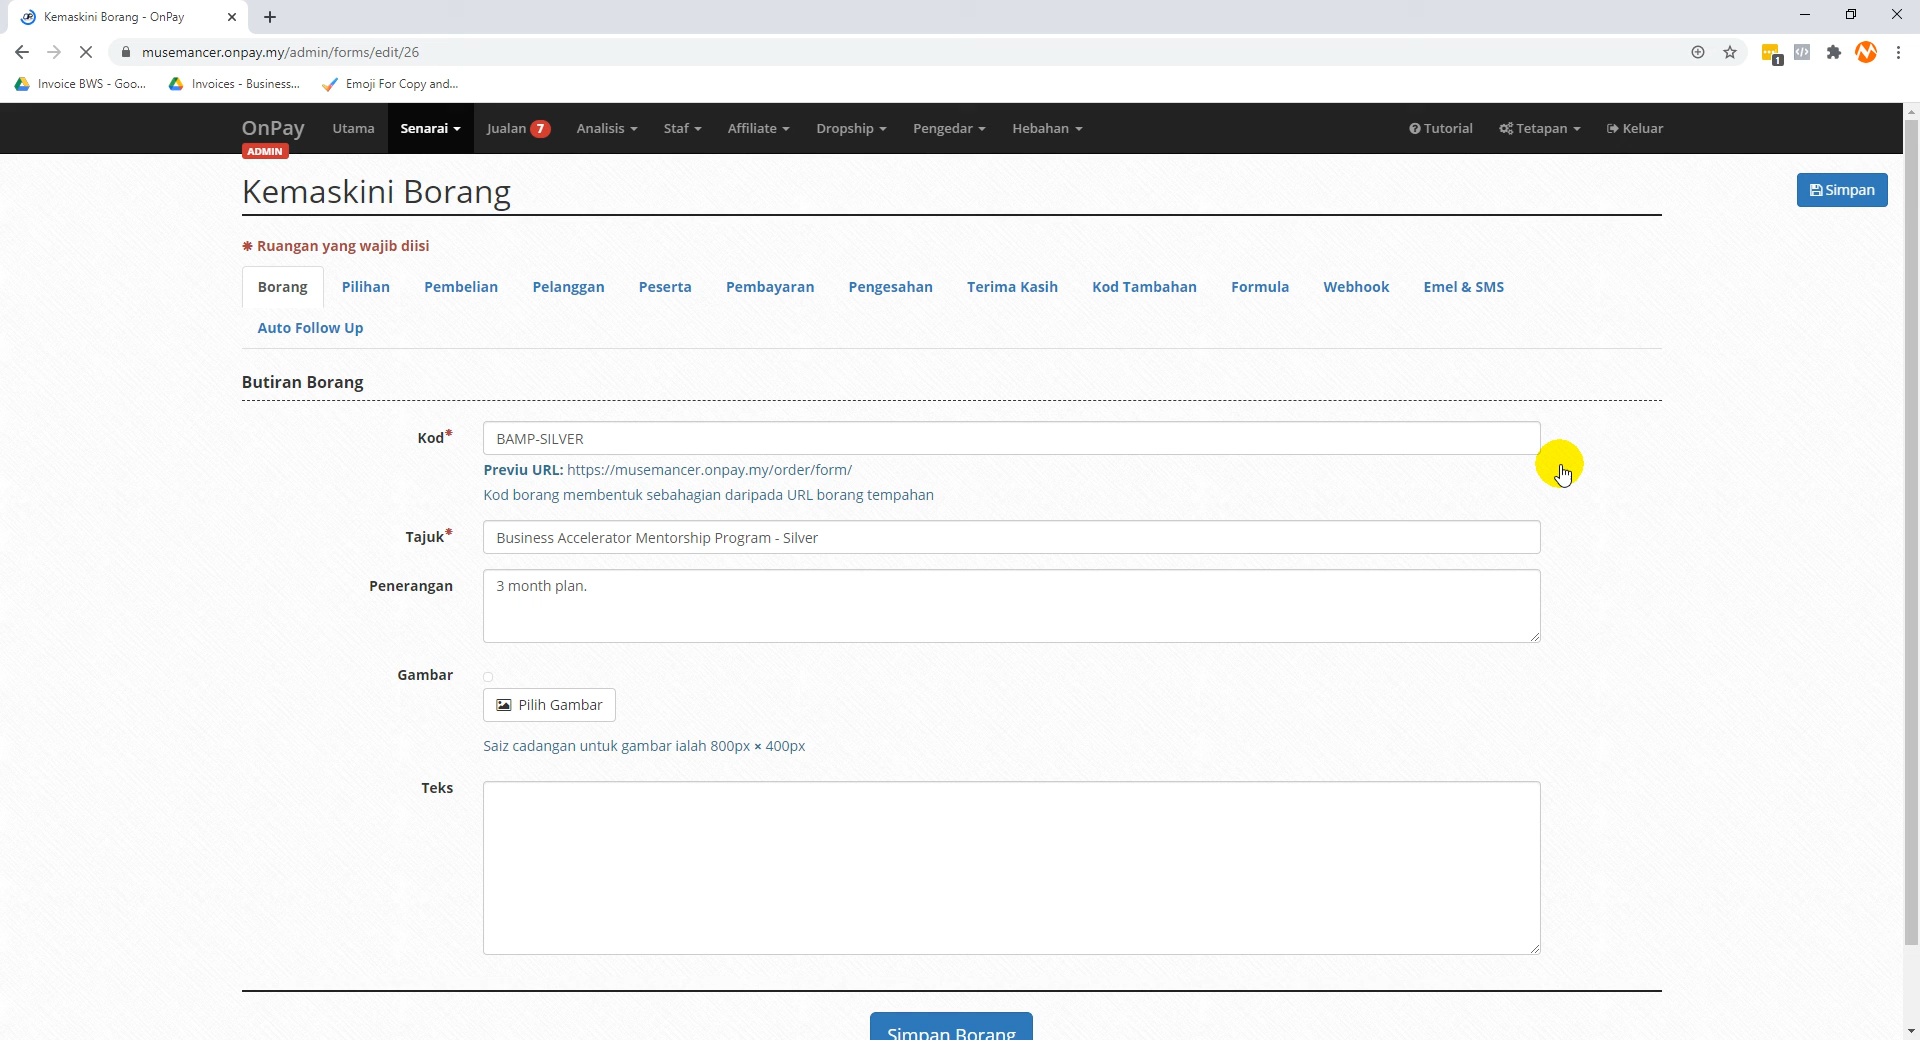 Kemaskini Borang - OnPay
musemancer.onpay.my/admin/forms/edit/26
1
Invoice BWS - Goo...
Invoices - Business...
Emoji For Copy and...
OnPay
ADMIN
Utama
Senarai
Jualan 7
Analisis
Staf
Affiliate
Dropship
Pengedar
Hebahan
Tutorial
Tetapan
Keluar
Kemaskini Borang
Simpan
* Ruangan yang wajib diisi
Borang
Pilihan
Pembelian
Pelanggan
Peserta
Pembayaran
Pengesahan
Terima Kasih
Kod Tambahan
Formula
Webhook
Emel & SMS
Auto Follow Up
Butiran Borang
Kod*
BAMP-SILVER
Previu URL: https://musemancer.onpay.my/order/form/
Kod borang membentuk sebahagian daripada URL borang tempahan
Tajuk*
Business Accelerator Mentorship Program - Silver
Penerangan
3 month plan.
Gambar
Pilih Gambar
Saiz cadangan untuk gambar ialah 800px × 400px
Teks
Simpan Borang